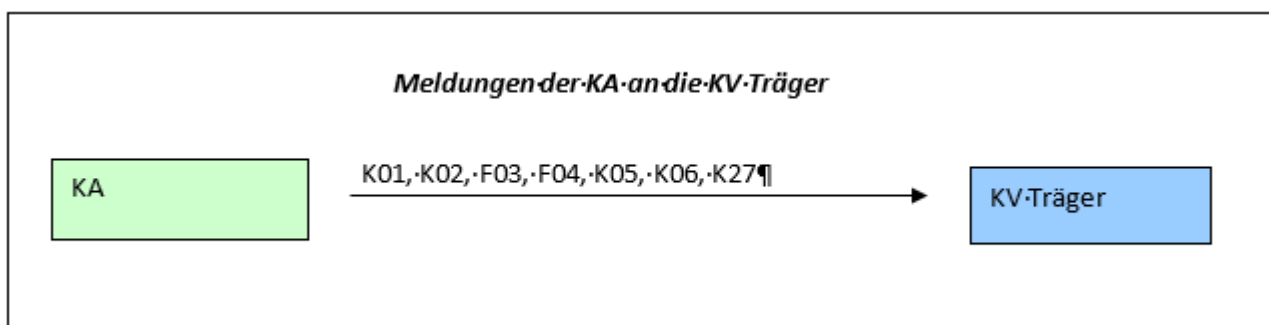 Meldungen·der·KA·an·die·KV·Träger
K01,·K02,·F03,·F04,·K05,·K06,·K27¶
KA
KV·Träger